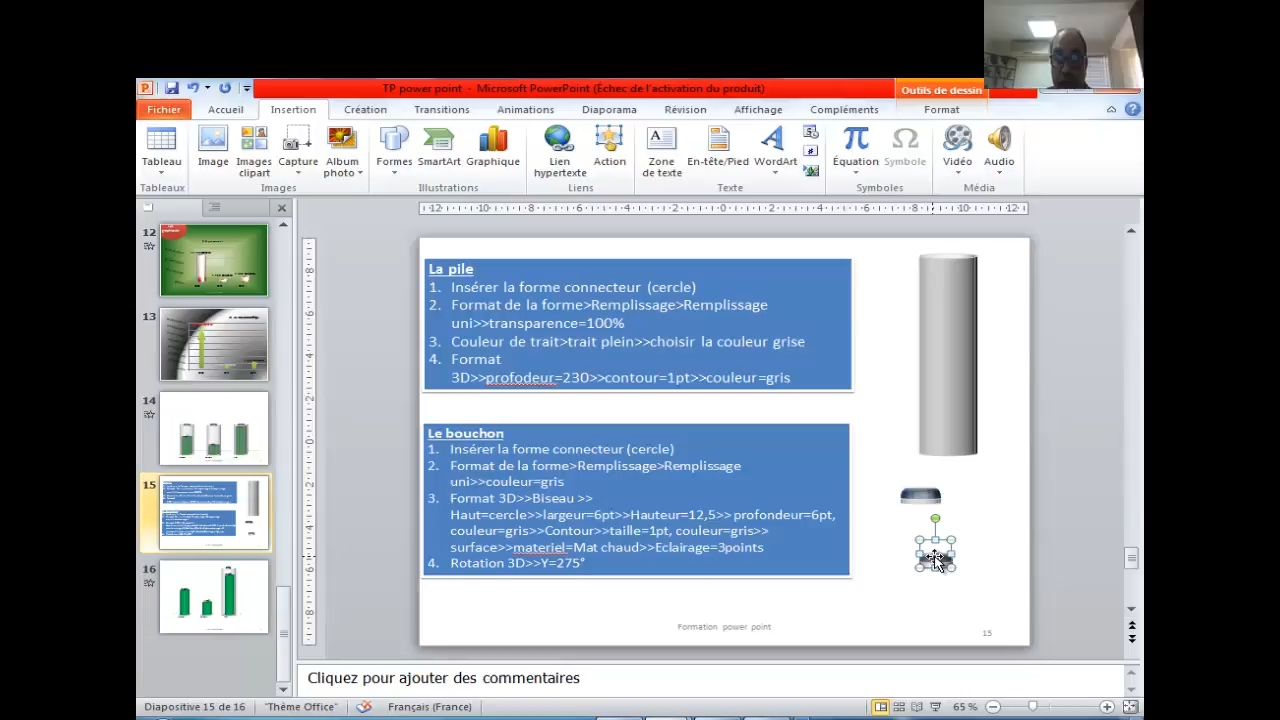 TP power point - Microsoft PowerPoint (Échec de l'activation du produit)
Outils de dessin
Fichier Accueil Insertion Création Transitions Animations Diaporama Révision Affichage Compléments Format
Tableau Image Images clipart Capture Album photo Formes SmartArt Graphique Lien hypertexte Action Zone de texte En-tête/Pied WordArt Équation Symbole Vidéo Audio
Tableaux Images Illustrations Liens Texte Symboles Média
12
13
14
15
16
La pile
1. Insérer la forme connecteur (cercle)
2. Format de la forme>Remplissage>Remplissage
uni>>transparence=100%
3. Couleur de trait>trait plein>>choisir la couleur grise
4. Format
3D>>profodeur=230>>contour=1pt>>couleur=gris
Le bouchon
1. Insérer la forme connecteur (cercle)
2. Format de la forme>Remplissage>Remplissage
uni>>couleur=gris
3. Format 3D>>Biseau >>
Haut=cercle>>largeur=6pt>>Hauteur=12,5>> profondeur=6pt,
couleur=gris>>Contour>>taille=1pt, couleur=gris>>
surface>>materiel=Mat chaud>>Eclairage=3points
4. Rotation 3D>>Y=275°
Formation power point
15
Cliquez pour ajouter des commentaires
Diapositive 15 de 16 "Thème Office" Français (France) 65 %